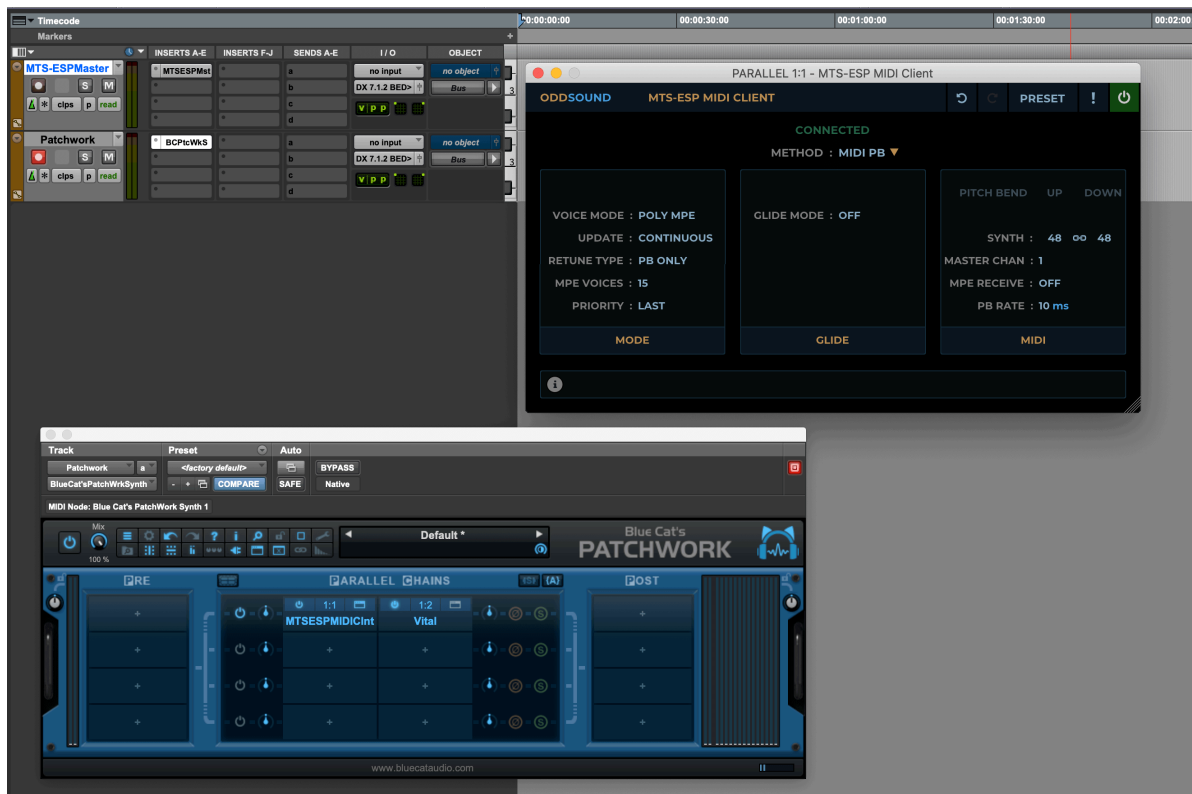 Timecode 0:00:00:00 00:00:30:00 00:01:00:00 00:01:30:00 00:02:00
Markers +
INSERTS A-E INSERTS F-J SENDS A-E I / O OBJECT
MTS-ESPMaster MTSESPMst a no input no object
S M b DX 7.1.2 BED> Bus 3
clps p read c V P P
d
Patchwork BCPtcWkS a no input no object
S M b DX 7.1.2 BED> Bus 3
clps p read c V P P
d
PARALLEL 1:1 - MTS-ESP MIDI Client
ODDSOUND MTS-ESP MIDI CLIENT PRESET !
CONNECTED
METHOD : MIDI PB
PITCH BEND UP DOWN
VOICE MODE : POLY MPE GLIDE MODE : OFF
UPDATE : CONTINUOUS SYNTH : 48 48
RETUNE TYPE : PB ONLY MASTER CHAN : 1
MPE VOICES : 15 MPE RECEIVE : OFF
PRIORITY : LAST PB RATE : 10 ms
MODE GLIDE MIDI
Track Preset Auto
Patchwork a <factory default> BYPASS
BlueCat'sPatchWrkSynth - + COMPARE SAFE Native
MIDI Node: Blue Cat's PatchWork Synth 1
Mix
100 %
Default *
Blue Cat's
PATCHWORK
PRE PARALLEL CHAINS {S} {A} POST
1:1 1:2
MTSESPMIDIClnt Vital
www.bluecataudio.com